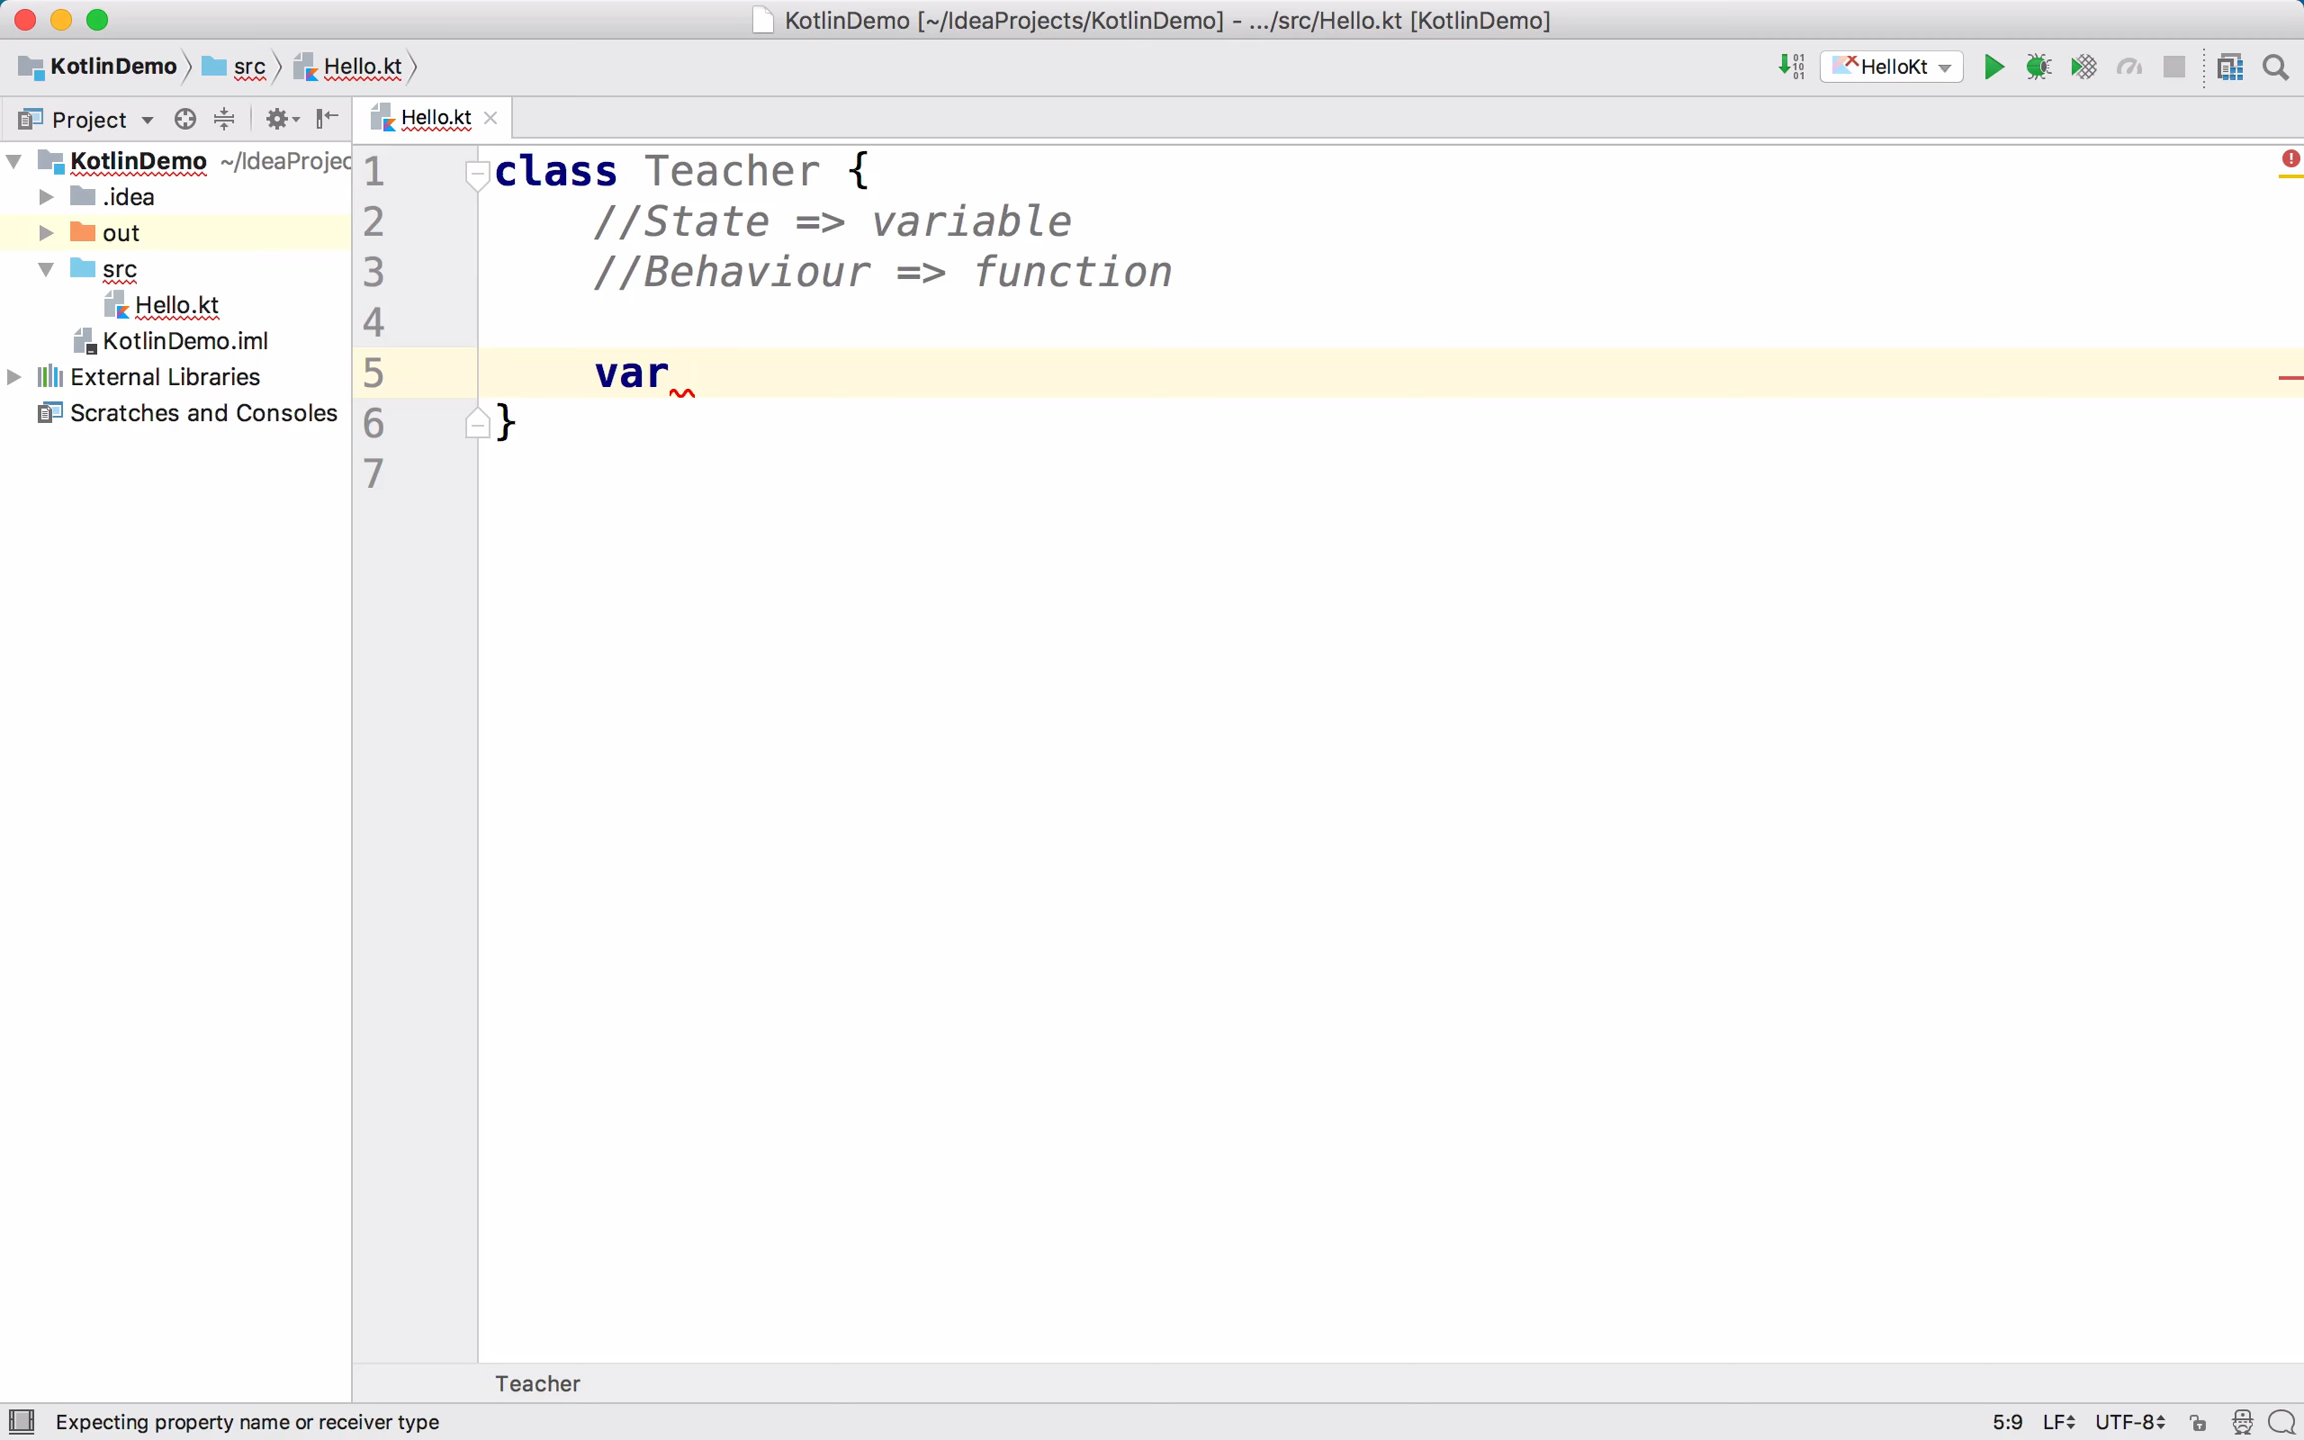 KotlinDemo [~/IdeaProjects/KotlinDemo] - .../src/Hello.kt [KotlinDemo]
KotlinDemo src Hello.kt HelloKt
Project Hello.kt
KotlinDemo ~/IdeaProjec
.idea
out
src
Hello.kt
KotlinDemo.iml
External Libraries
Scratches and Consoles
1 class Teacher {
2 //State => variable
3 //Behaviour => function
4
5 var
6 }
7
Teacher
Expecting property name or receiver type 5:9 LF UTF-8